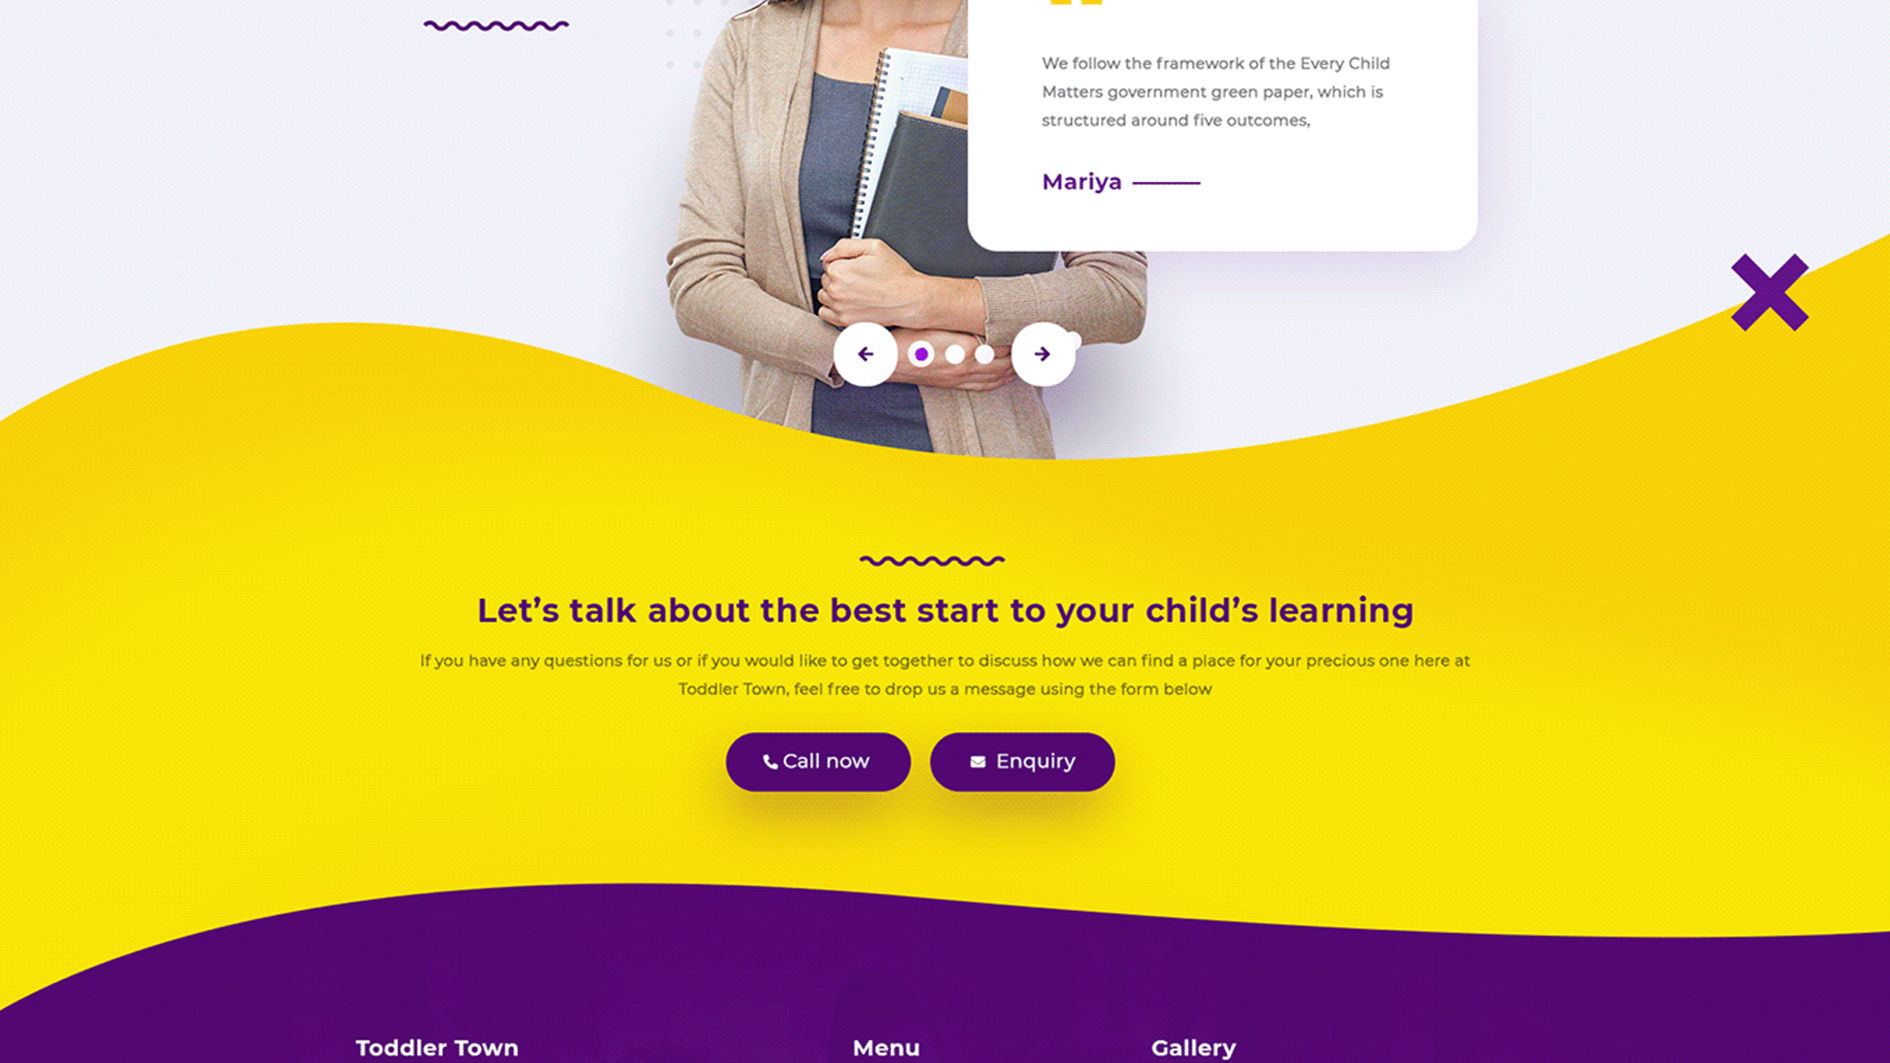 We follow the framework of the Every Child
Matters government green paper, which is
structured around five outcomes,
Mariya
Let’s talk about the best start to your child’s learning
If you have any questions for us or if you would like to get together to discuss how we can find a place for your precious one here at
Toddler Town, feel free to drop us a message using the form below
Call now
Enquiry
Toddler Town
Menu
Gallery